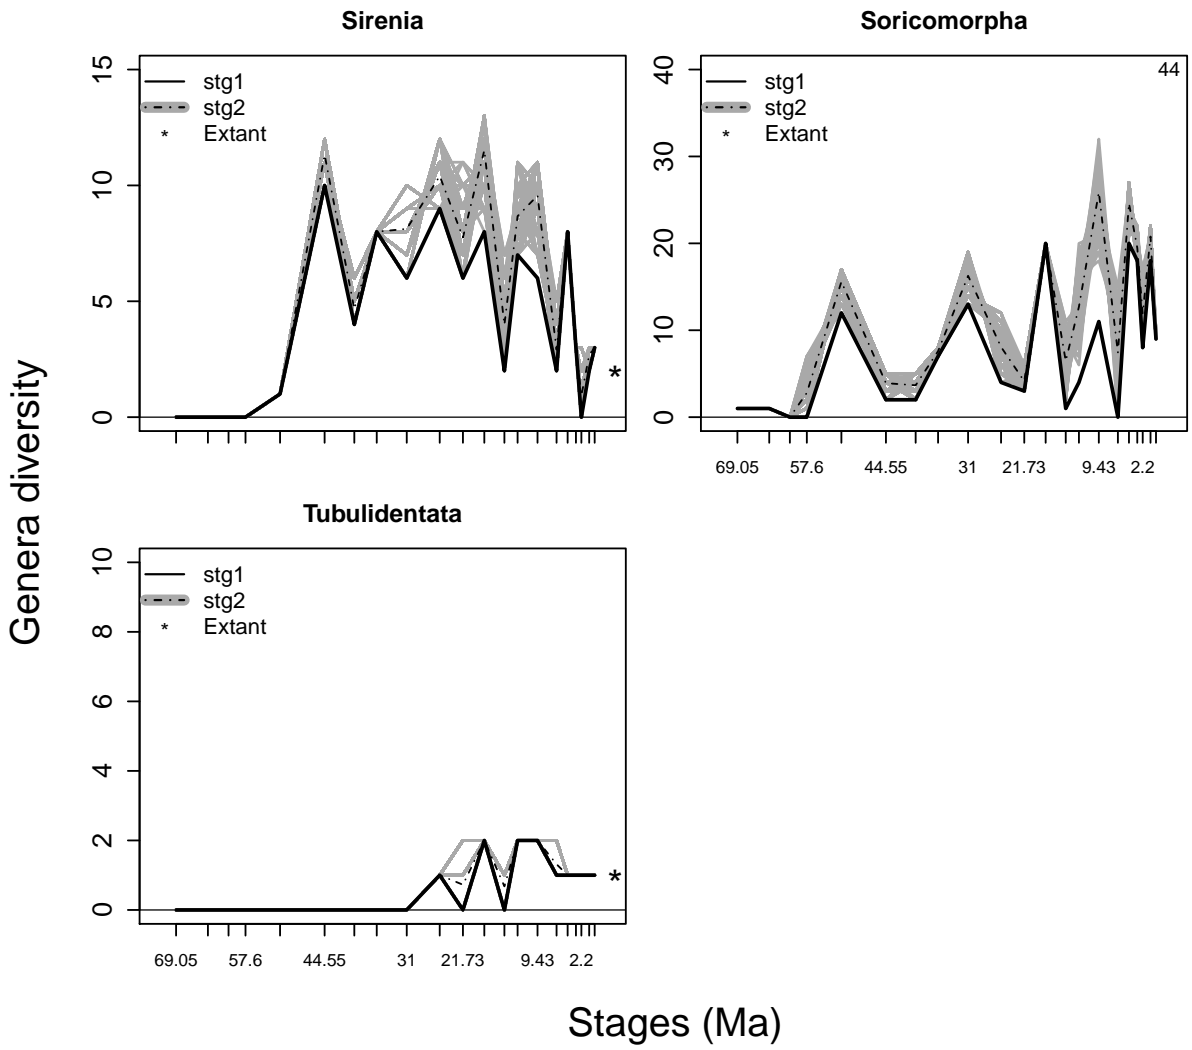 Sirenia
15
10
5
0
stg1
stg2
* Extant
*
Soricomorpha
40
30
20
10
0
stg1
stg2
* Extant
44
69.05 57.6 44.55 31 21.73 9.43 2.2
Genera diversity
Tubulidentata
10
8
6
4
2
0
stg1
stg2
* Extant
*
69.05 57.6 44.55 31 21.73 9.43 2.2
Stages (Ma)